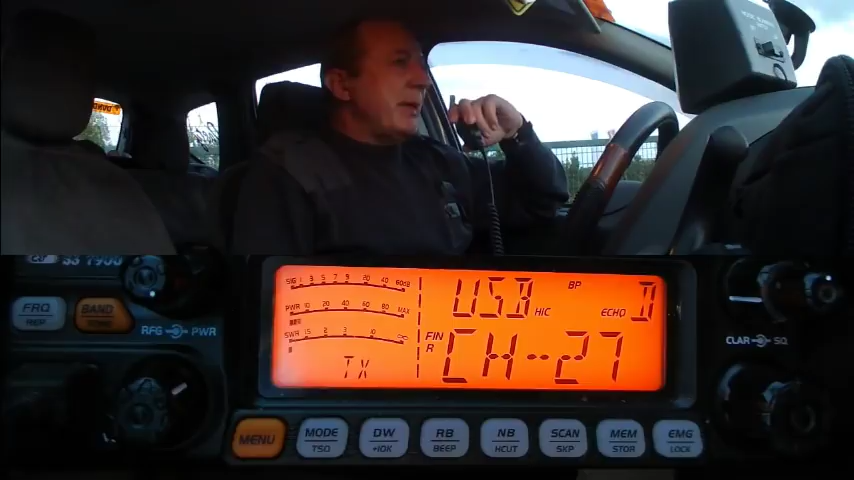 SS 7900
FRQ
REP
BAND
RFG PWR
SIG 1 3 5 7 9 20 40 60dB
PWR 10 20 40 60 80 MAX
SWR 1.5 2 3 10 ∞
TX
USB HIC BP ECHO D
FIN R CH--27
CLAR SQ
MENU
MODE
TSO
DW
+10K
RB
BEEP
NB
HCUT
SCAN
SKP
MEM
STOR
EMG
LOCK